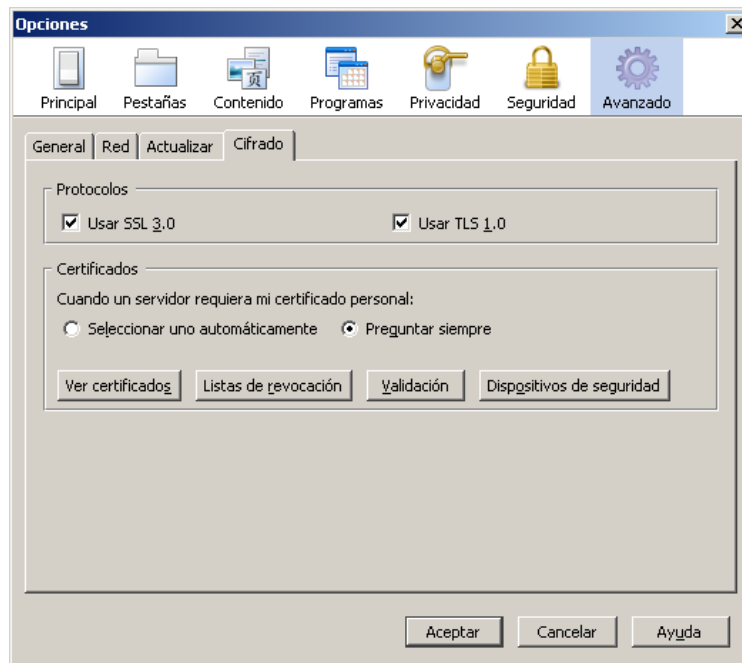 Opciones
Principal Pestañas Contenido Programas Privacidad Seguridad Avanzado
General Red Actualizar Cifrado
Protocolos
Usar SSL 3.0 Usar TLS 1.0
Certificados
Cuando un servidor requiera mi certificado personal:
Seleccionar uno automáticamente Preguntar siempre
Ver certificados Listas de revocación Validación Dispositivos de seguridad
Aceptar Cancelar Ayuda